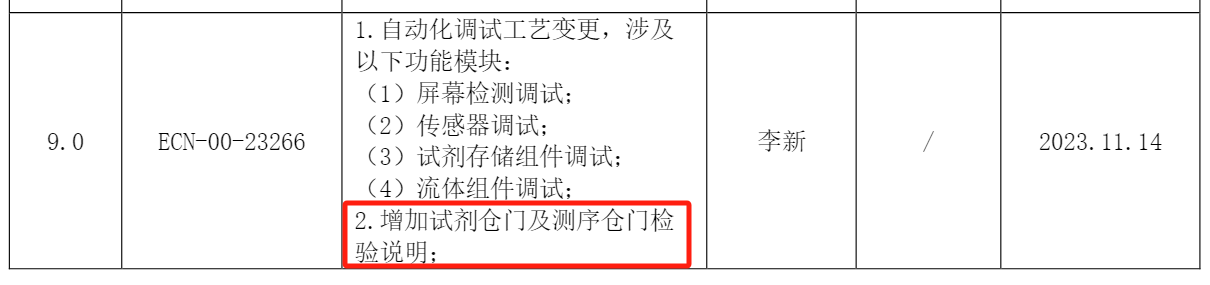 1.自动化调试工艺变更，涉及
以下功能模块：
（1）屏幕检测调试；
（2）传感器调试；
9.0 ECN-00-23266 李新 / 2023.11.14
（3）试剂存储组件调试；
（4）流体组件调试；
2.增加试剂仓门及测序仓门检
验说明；